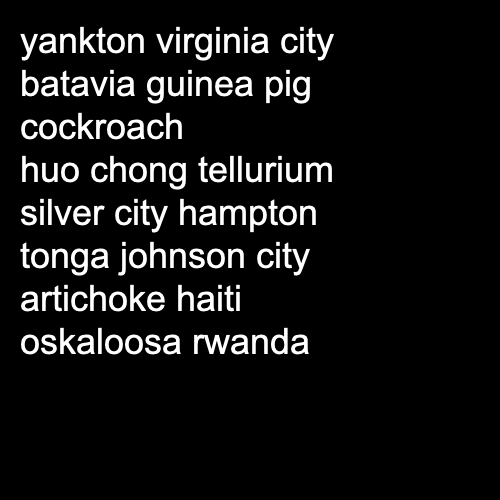 yankton virginia city
batavia guinea pig
cockroach
huo chong tellurium
silver city hampton
tonga johnson city
artichoke haiti
oskaloosa rwanda